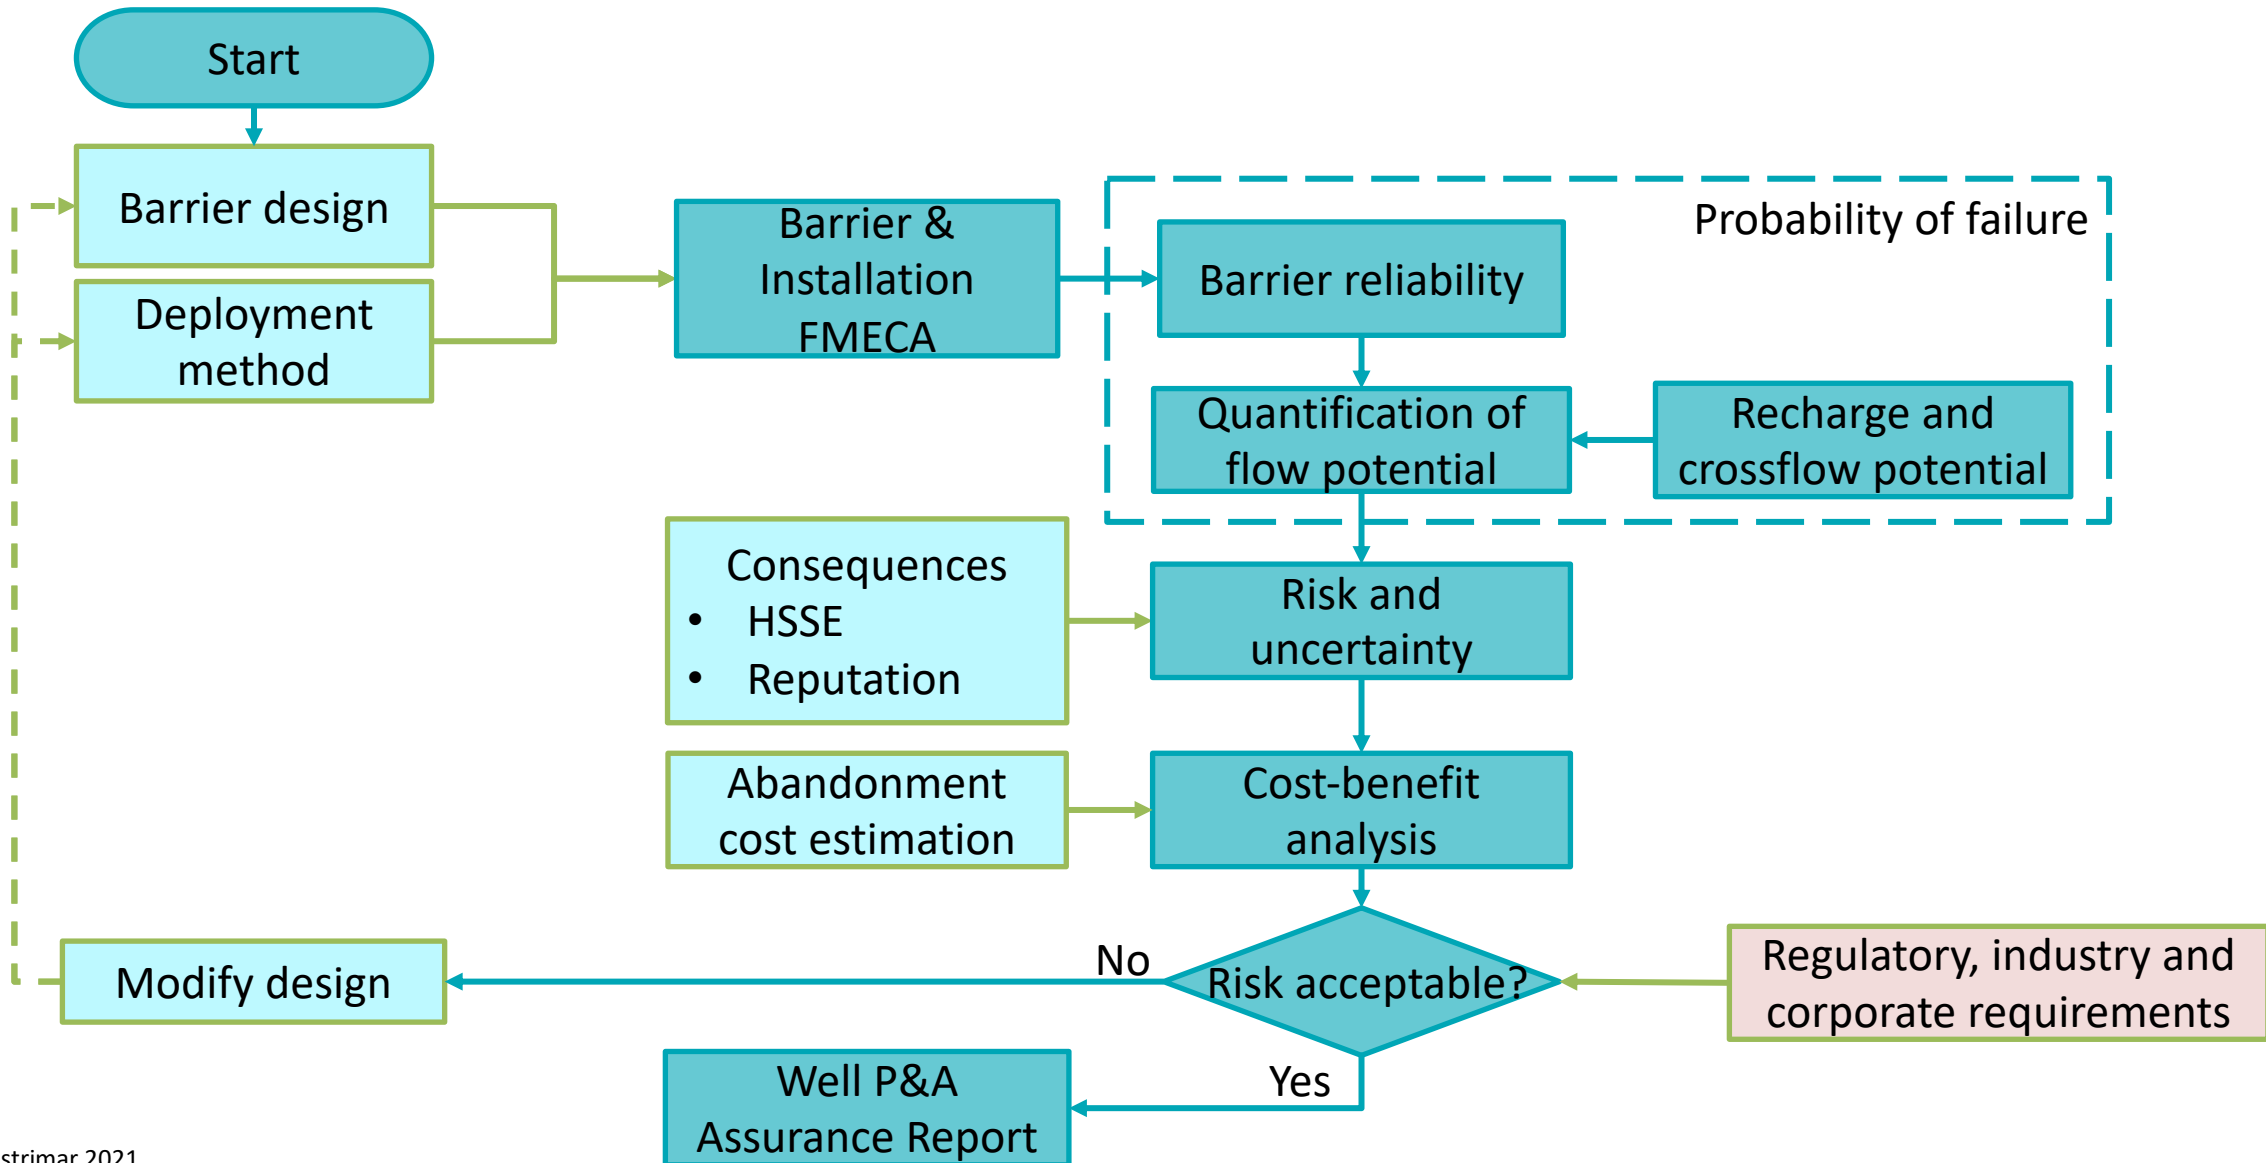 Start
Barrier design
Deployment
method
Barrier &
Installation
FMECA
Probability of failure
Barrier reliability
Quantification of
flow potential
Recharge and
crossflow potential
Consequences
• HSSE
• Reputation
Risk and
uncertainty
Abandonment
cost estimation
Cost-benefit
analysis
Modify design
No
Risk acceptable?
Regulatory, industry and
corporate requirements
Yes
Well P&A
Assurance Report
strimar 2021